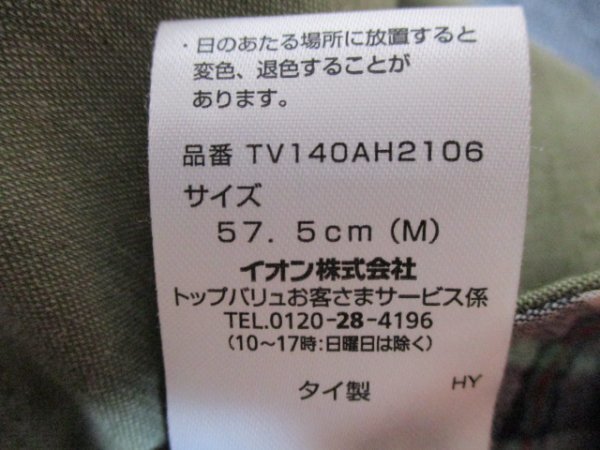 ・日のあたる場所に放置すると
変色、退色することが
あります。
品番 TV140AH2106
サイズ
57.5cm(M)
イオン株式会社
トップバリュお客さまサービス係
TEL.0120-28-4196
(10〜17時:日曜日は除く)
タイ製 HY